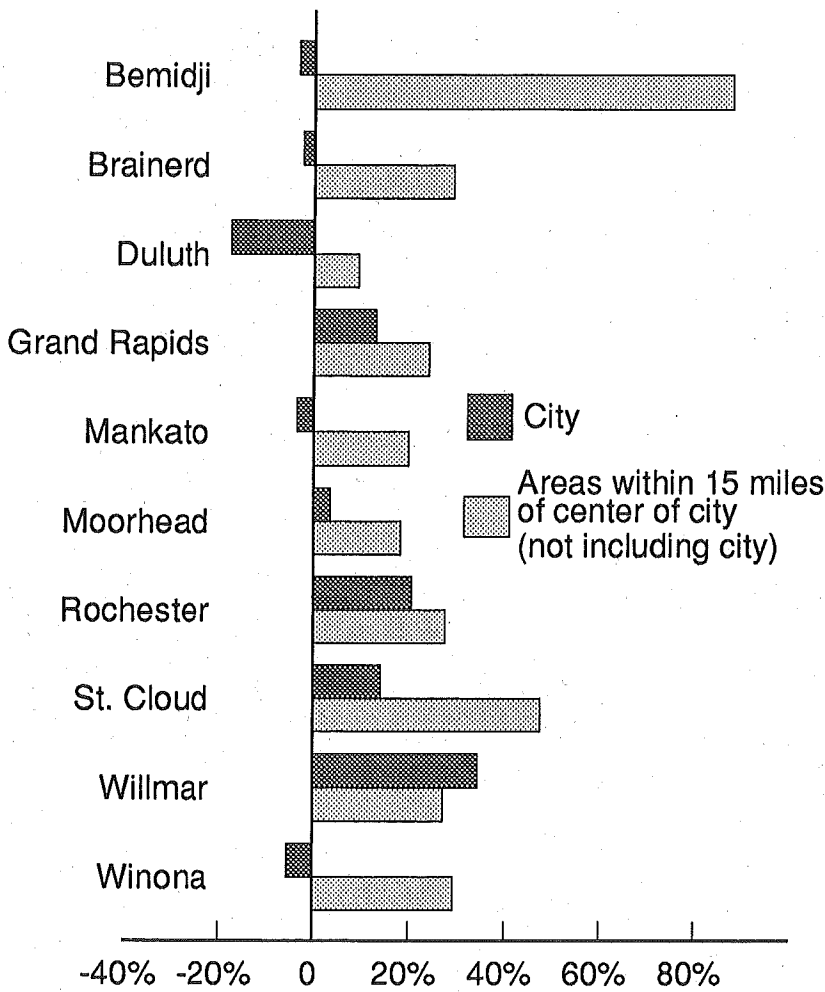 Bemidji
Brainerd
Duluth
Grand Rapids
Mankato
Moorhead
Rochester
St. Cloud
Willmar
Winona
City
Areas within 15 miles
of center of city
(not including city)
-40% -20% 0 20% 40% 60% 80%